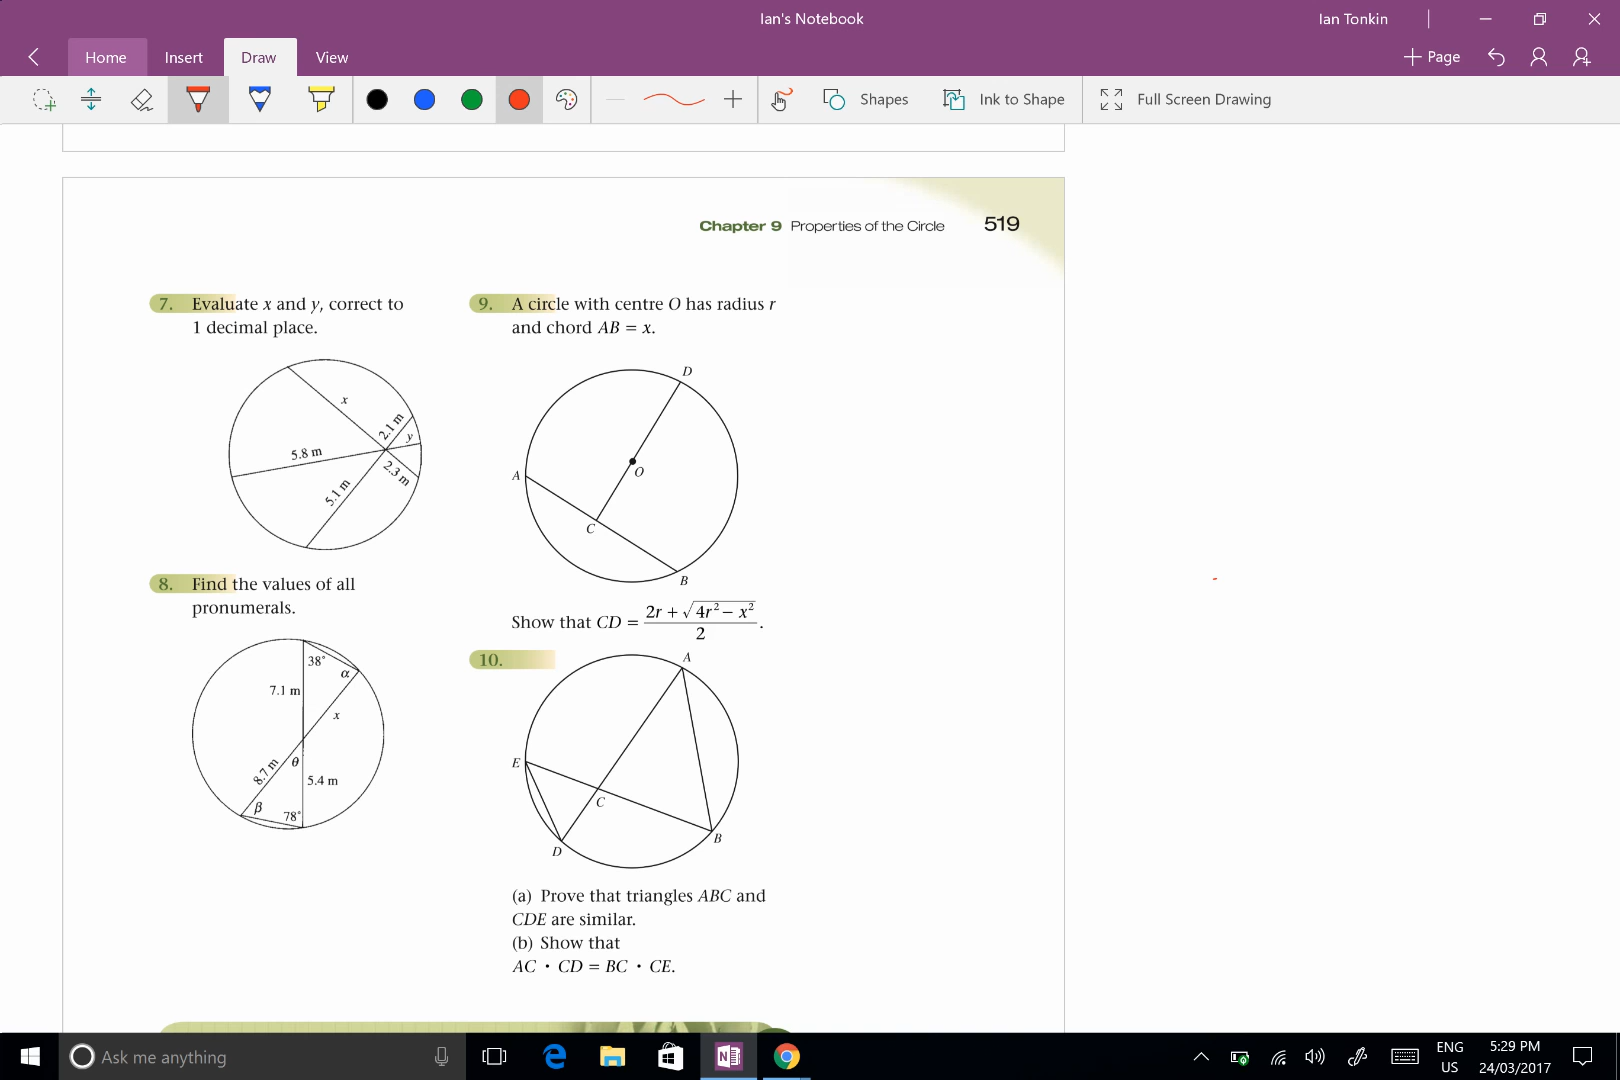 Ian's Notebook
Ian Tonkin
Home
Insert
Draw
View
Page
Shapes
Ink to Shape
Full Screen Drawing
Chapter 9 Properties of the Circle 519
7. Evaluate x and y, correct to
1 decimal place.
x
2.1 m
y
5.8 m
2.3 m
5.1 m
8. Find the values of all
pronumerals.
38°
α
7.1 m
x
8.7 m
θ
5.4 m
β
78°
9. A circle with centre O has radius r
and chord AB = x.
D
O
A
C
B
Show that CD = (2r + √(4r² − x²))/2.
10.
A
E
C
B
D
(a) Prove that triangles ABC and
CDE are similar.
(b) Show that
AC · CD = BC · CE.
Ask me anything
ENG
US
5:29 PM
24/03/2017